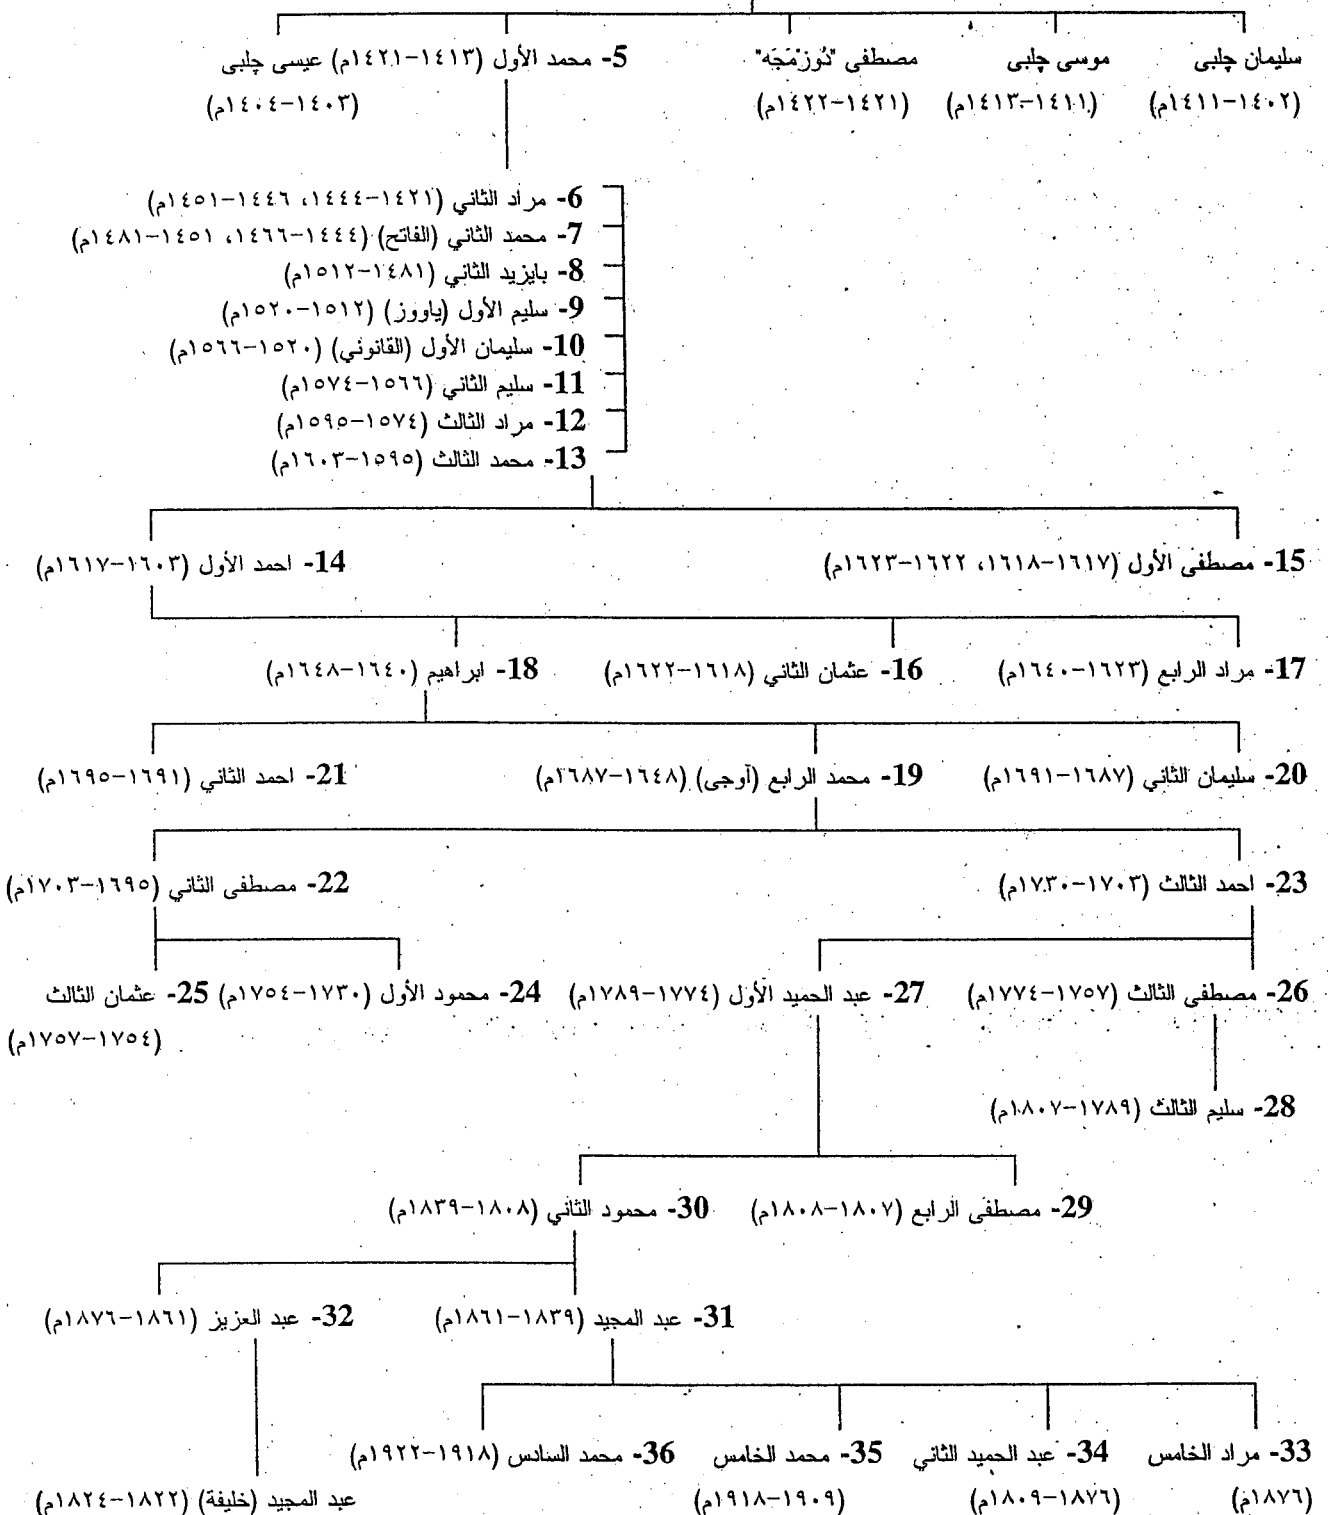 سليمان چلبى موسى چلبى مصطفى "دُوزْمَجَه" 5- محمد الأول (١٤١٣-١٤٢١م) عيسى چلبى
(١٤٠٢-١٤١١م) (١٤١١-١٤١٣م) (١٤٢١-١٤٢٢م) (١٤٠٣-١٤٠٤م)
6- مراد الثاني (١٤٢١-١٤٤٤، ١٤٤٦-١٤٥١م)
7- محمد الثاني (الفاتح) (١٤٤٤-١٤٦٦، ١٤٥١-١٤٨١م)
8- بايزيد الثاني (١٤٨١-١٥١٢م)
9- سليم الأول (ياووز) (١٥١٢-١٥٢٠م)
10- سليمان الأول (القانوني) (١٥٢٠-١٥٦٦م)
11- سليم الثاني (١٥٦٦-١٥٧٤م)
12- مراد الثالث (١٥٧٤-١٥٩٥م)
13- محمد الثالث (١٥٩٥-١٦٠٣م)
15- مصطفى الأول (١٦١٧-١٦١٨، ١٦٢٢-١٦٢٣م) 14- احمد الأول (١٦٠٣-١٦١٧م)
17- مراد الرابع (١٦٢٣-١٦٤٠م) 16- عثمان الثاني (١٦١٨-١٦٢٢م) 18- ابراهيم (١٦٤٠-١٦٤٨م)
20- سليمان الثاني (١٦٨٧-١٦٩١م) 19- محمد الرابع (آوجى) (١٦٤٨-١٦٨٧م) 21- احمد الثاني (١٦٩١-١٦٩٥م)
23- احمد الثالث (١٧٠٣-١٧٣٠م) 22- مصطفى الثاني (١٦٩٥-١٧٠٣م)
26- مصطفى الثالث (١٧٥٧-١٧٧٤م) 27- عبد الحميد الأول (١٧٧٤-١٧٨٩م) 24- محمود الأول (١٧٣٠-١٧٥٤م) 25- عثمان الثالث
(١٧٥٤-١٧٥٧م)
28- سليم الثالث (١٧٨٩-١٨٠٧م)
29- مصطفى الرابع (١٨٠٧-١٨٠٨م) 30- محمود الثاني (١٨٠٨-١٨٣٩م)
31- عبد المجيد (١٨٣٩-١٨٦١م) 32- عبد العزيز (١٨٦١-١٨٧٦م)
33- مراد الخامس 34- عبد الحميد الثاني 35- محمد الخامس 36- محمد السادس (١٩١٨-١٩٢٢م)
(١٨٧٦م) (١٨٧٦-١٨٠٩م) (١٩٠٩-١٩١٨م) عبد المجيد (خليفة) (١٨٢٢-١٨٢٤م)